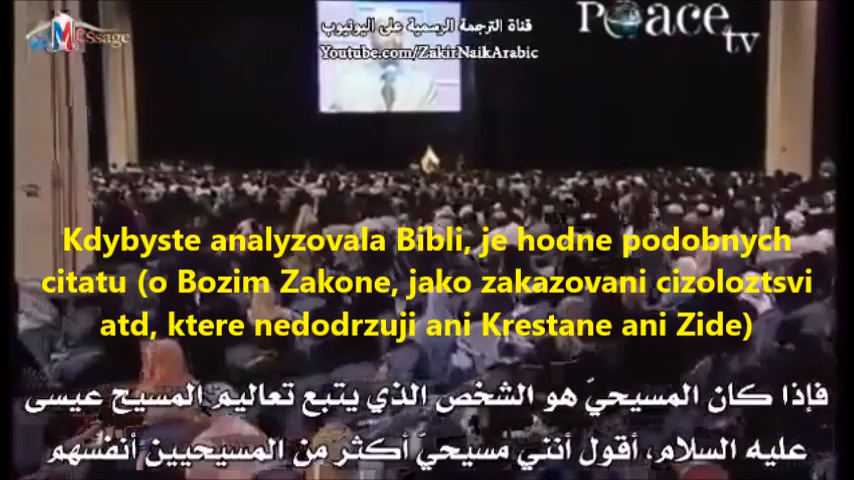 قناة الترجمة الرسمية على اليوتيوب
Youtube.com/ZakirNaikArabic
Message
Peace
tv
Kdybyste analyzovala Bibli, je hodne podobnych
citatu (o Bozim Zakone, jako zakazovani cizoloztsvi
atd, ktere nedodrzuji ani Krestane ani Zide)
فإذا كان المسيحيّ هو الشخص الذي يتبع تعاليم المسيح عيسى
عليه السلام، أقول أنني مسيحيّ أكثر من المسيحيين أنفسهم